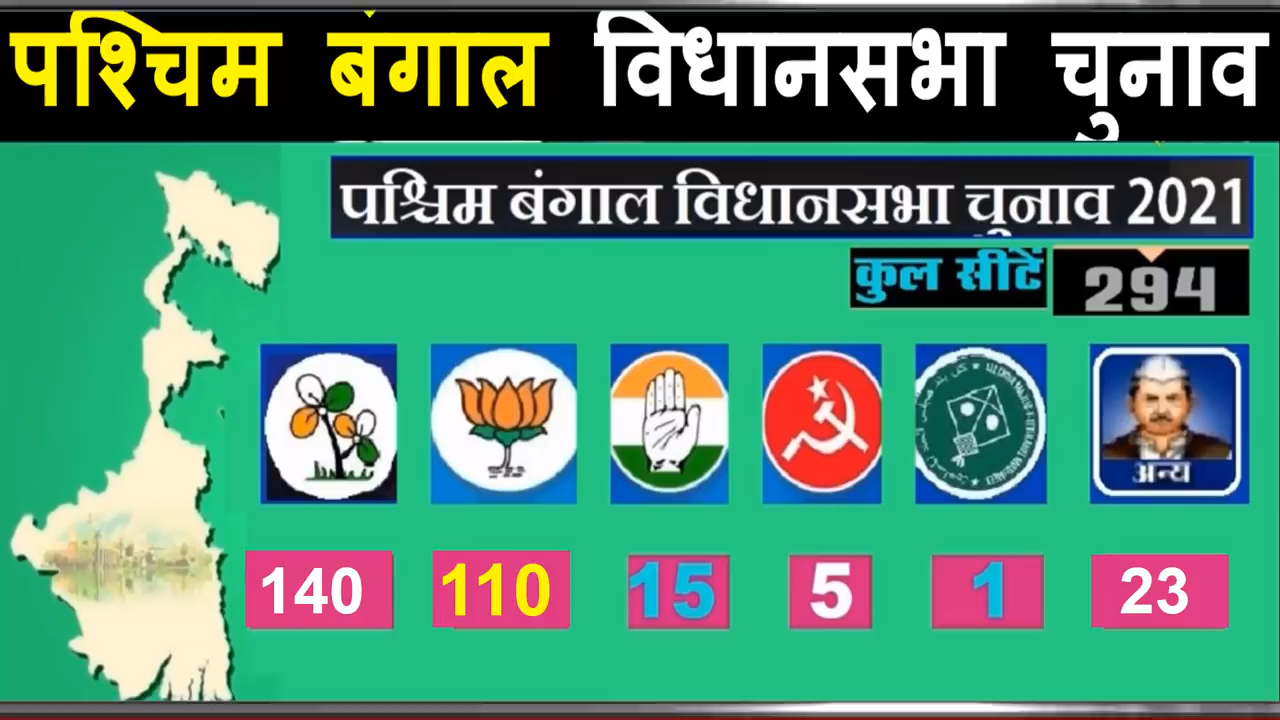 पश्चिम बंगाल विधानसभा चुनाव
पश्चिम बंगाल विधानसभा चुनाव 2021
कुल सीटें 294
अन्य
140 110 15 5 1 23